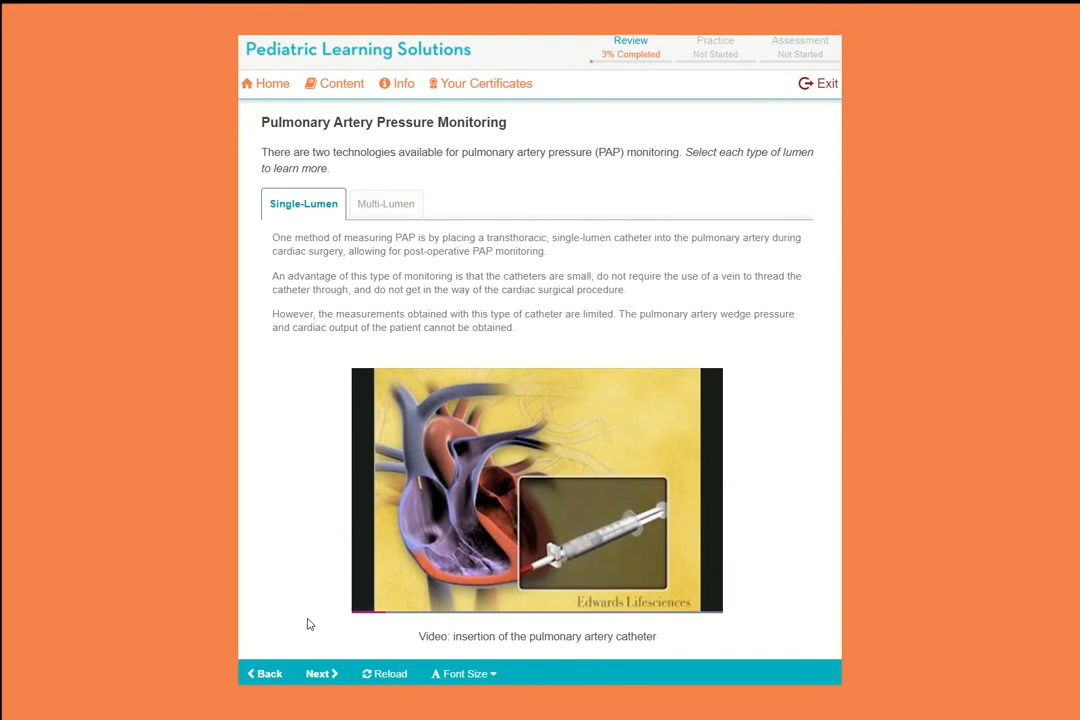 Pediatric Learning Solutions
Review Practice Assessment
3% Completed Not Started Not Started
Home Content Info Your Certificates Exit
Pulmonary Artery Pressure Monitoring
There are two technologies available for pulmonary artery pressure (PAP) monitoring. Select each type of lumen
to learn more.
Single-Lumen Multi-Lumen
One method of measuring PAP is by placing a transthoracic, single-lumen catheter into the pulmonary artery during
cardiac surgery, allowing for post-operative PAP monitoring.
An advantage of this type of monitoring is that the catheters are small, do not require the use of a vein to thread the
catheter through, and do not get in the way of the cardiac surgical procedure.
However, the measurements obtained with this type of catheter are limited. The pulmonary artery wedge pressure
and cardiac output of the patient cannot be obtained.
Edwards Lifesciences
Video: insertion of the pulmonary artery catheter
Back Next Reload A Font Size